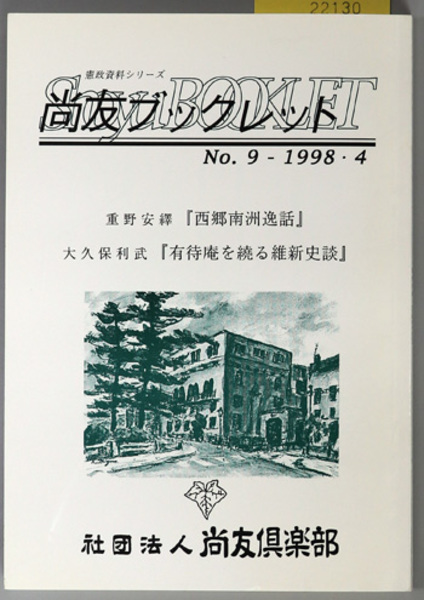 22130
憲政資料シリーズ
Shoyu BOOKLET
尚友ブックレット
No. 9 - 1998・4
重野安繹『西郷南洲逸話』
大久保利武『有待庵を繞る維新史談』
社団法人 尚友倶楽部